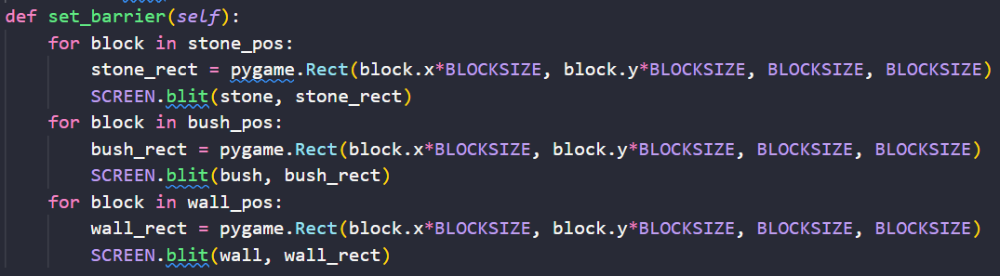 def set_barrier(self):
    for block in stone_pos:
        stone_rect = pygame.Rect(block.x*BLOCKSIZE, block.y*BLOCKSIZE, BLOCKSIZE, BLOCKSIZE)
        SCREEN.blit(stone, stone_rect)
    for block in bush_pos:
        bush_rect = pygame.Rect(block.x*BLOCKSIZE, block.y*BLOCKSIZE, BLOCKSIZE, BLOCKSIZE)
        SCREEN.blit(bush, bush_rect)
    for block in wall_pos:
        wall_rect = pygame.Rect(block.x*BLOCKSIZE, block.y*BLOCKSIZE, BLOCKSIZE, BLOCKSIZE)
        SCREEN.blit(wall, wall_rect)